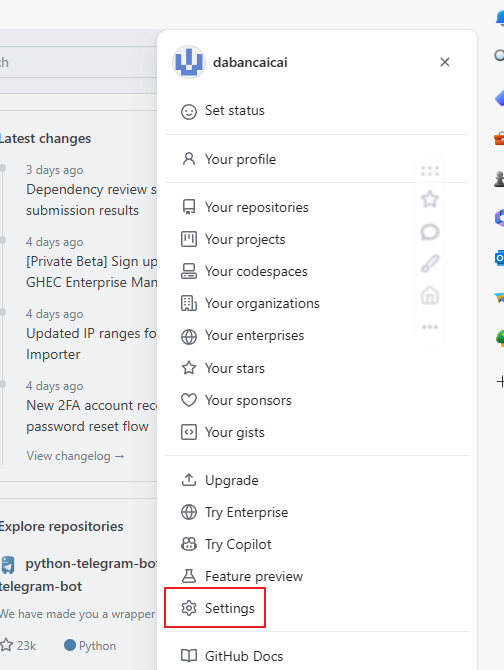 ch
dabancaicai
Set status
Latest changes
3 days ago
Dependency review s
submission results
4 days ago
[Private Beta] Sign up
GHEC Enterprise Man
4 days ago
Updated IP ranges fo
Importer
4 days ago
New 2FA account reco
password reset flow
View changelog →
Explore repositories
python-telegram-bot
telegram-bot
We have made you a wrapper
23k
Python
Your profile
Your repositories
Your projects
Your codespaces
Your organizations
Your enterprises
Your stars
Your sponsors
Your gists
Upgrade
Try Enterprise
Try Copilot
Feature preview
Settings
GitHub Docs